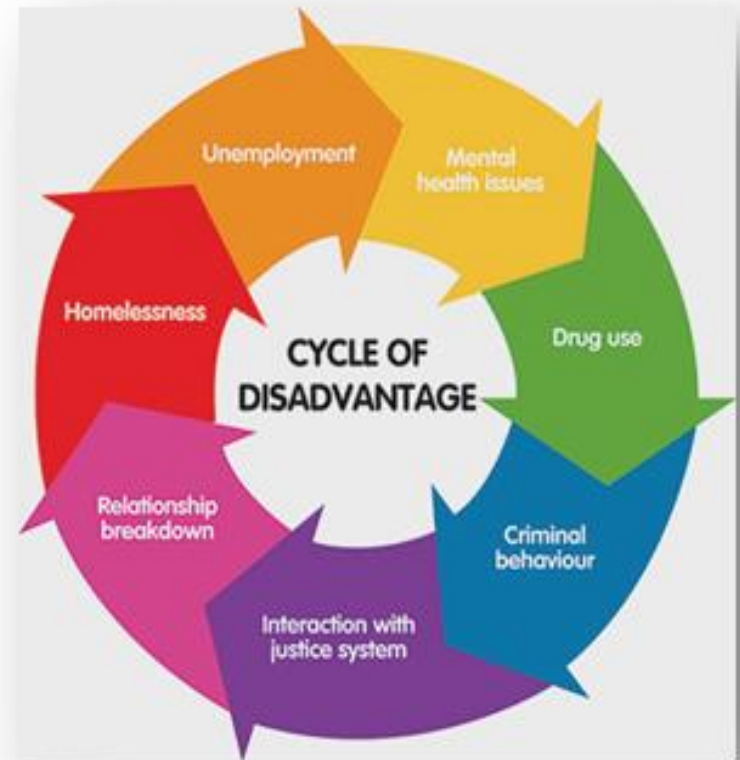 Unemployment
Mental
health issues
Drug use
Criminal
behaviour
Interaction with
justice system
Relationship
breakdown
Homelessness
CYCLE OF
DISADVANTAGE